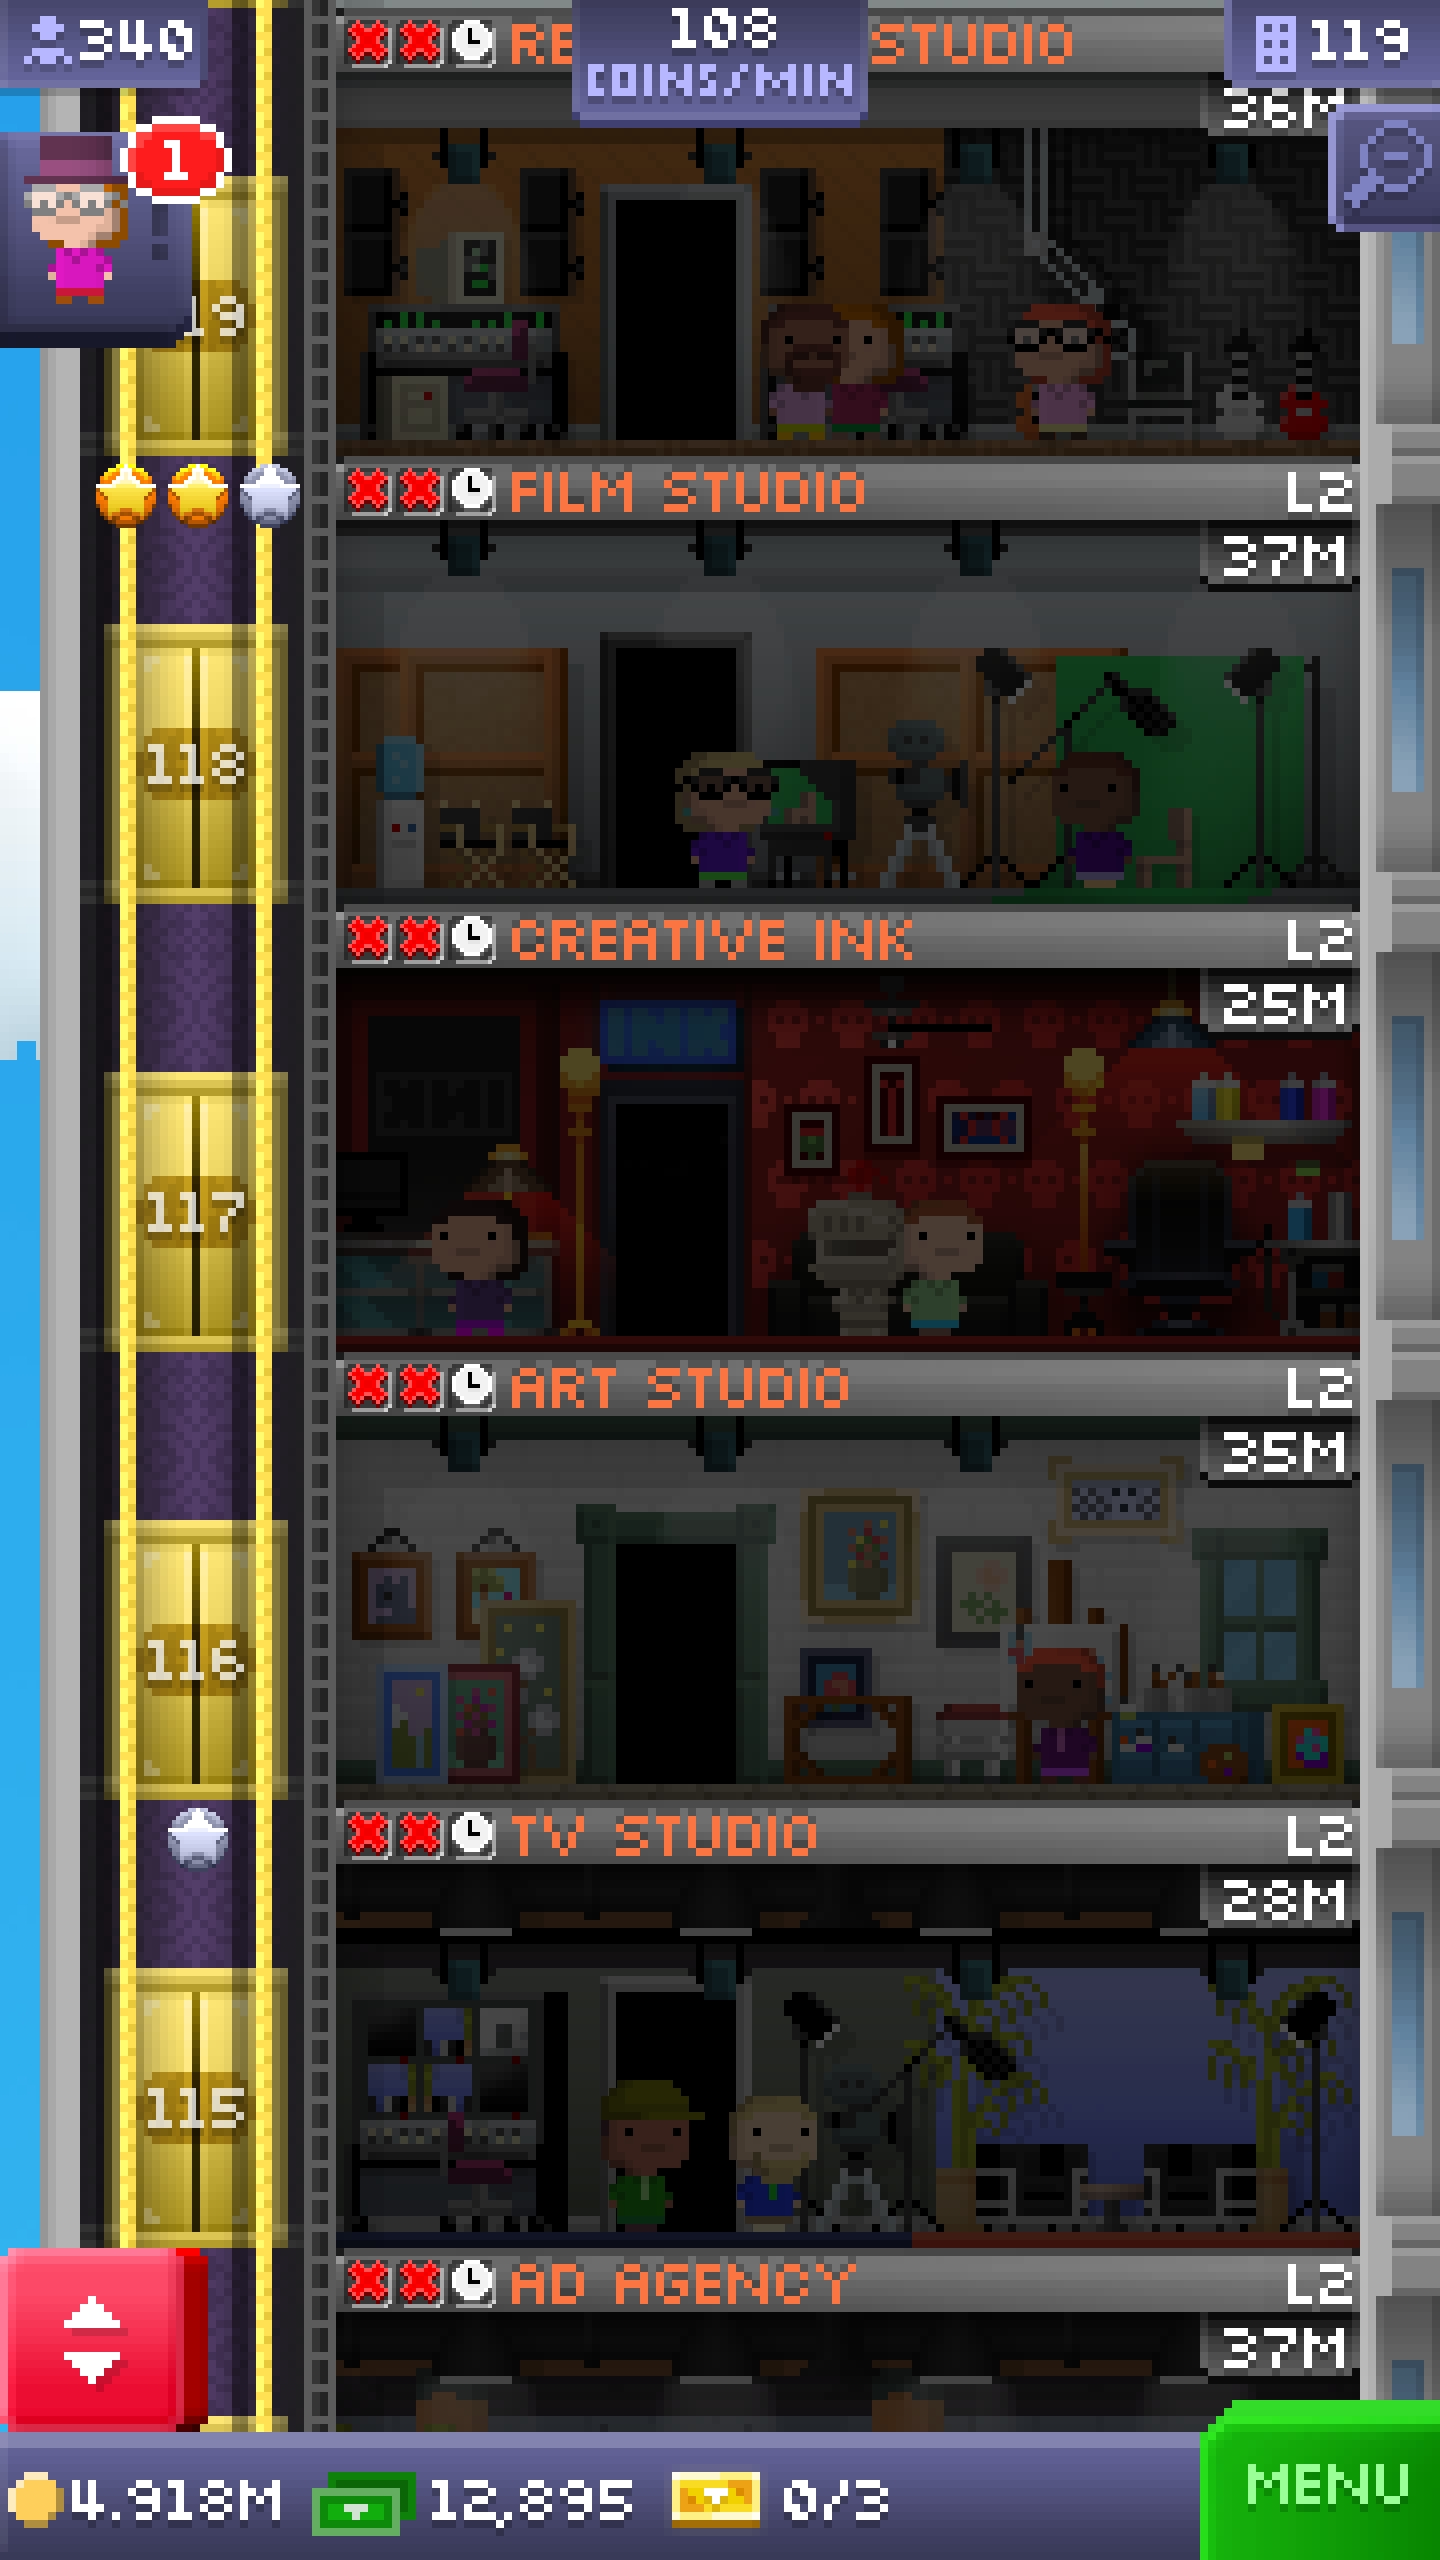 340
108
COINS/MIN
119
RE STUDIO
36M
1
19
FILM STUDIO L2
37M
118
CREATIVE INK L2
25M
INK
117
ART STUDIO L2
35M
116
TV STUDIO L2
28M
115
AD AGENCY L2
37M
4.918M 12,895 0/3
MENU